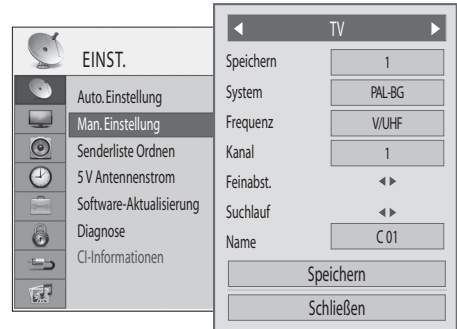 EINST.
Auto. Einstellung
Man. Einstellung
Senderliste Ordnen
5 V Antennenstrom
Software-Aktualisierung
Diagnose
CI-Informationen
TV
Speichern 1
System PAL-BG
Frequenz V/UHF
Kanal 1
Feinabst.
Suchlauf
Name C 01
Speichern
Schließen